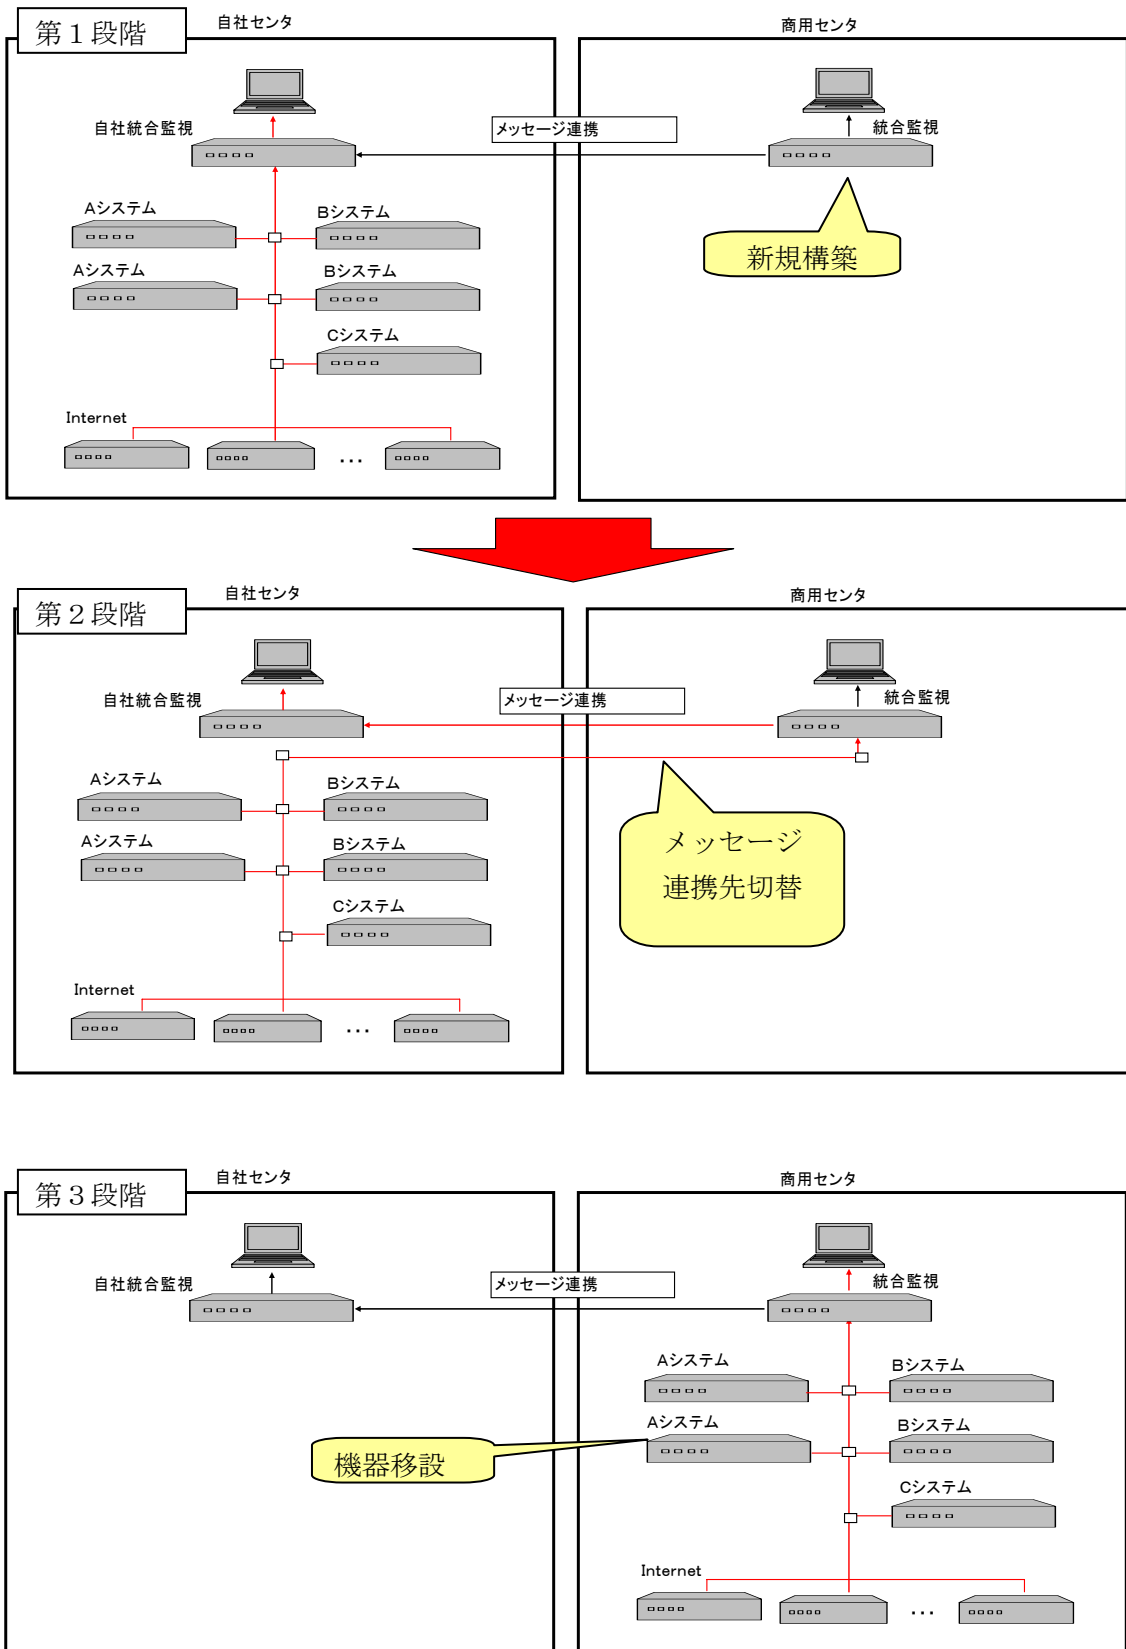 第１段階
自社センタ
商用センタ
自社統合監視
メッセージ連携
統合監視
Aシステム
Bシステム
新規構築
Aシステム
Bシステム
Cシステム
Internet
...
第２段階
自社センタ
商用センタ
自社統合監視
メッセージ連携
統合監視
Aシステム
Bシステム
Aシステム
Bシステム
メッセージ
連携先切替
Cシステム
Internet
...
第３段階
自社センタ
商用センタ
自社統合監視
メッセージ連携
統合監視
Aシステム
Bシステム
Aシステム
Bシステム
機器移設
Cシステム
Internet
...